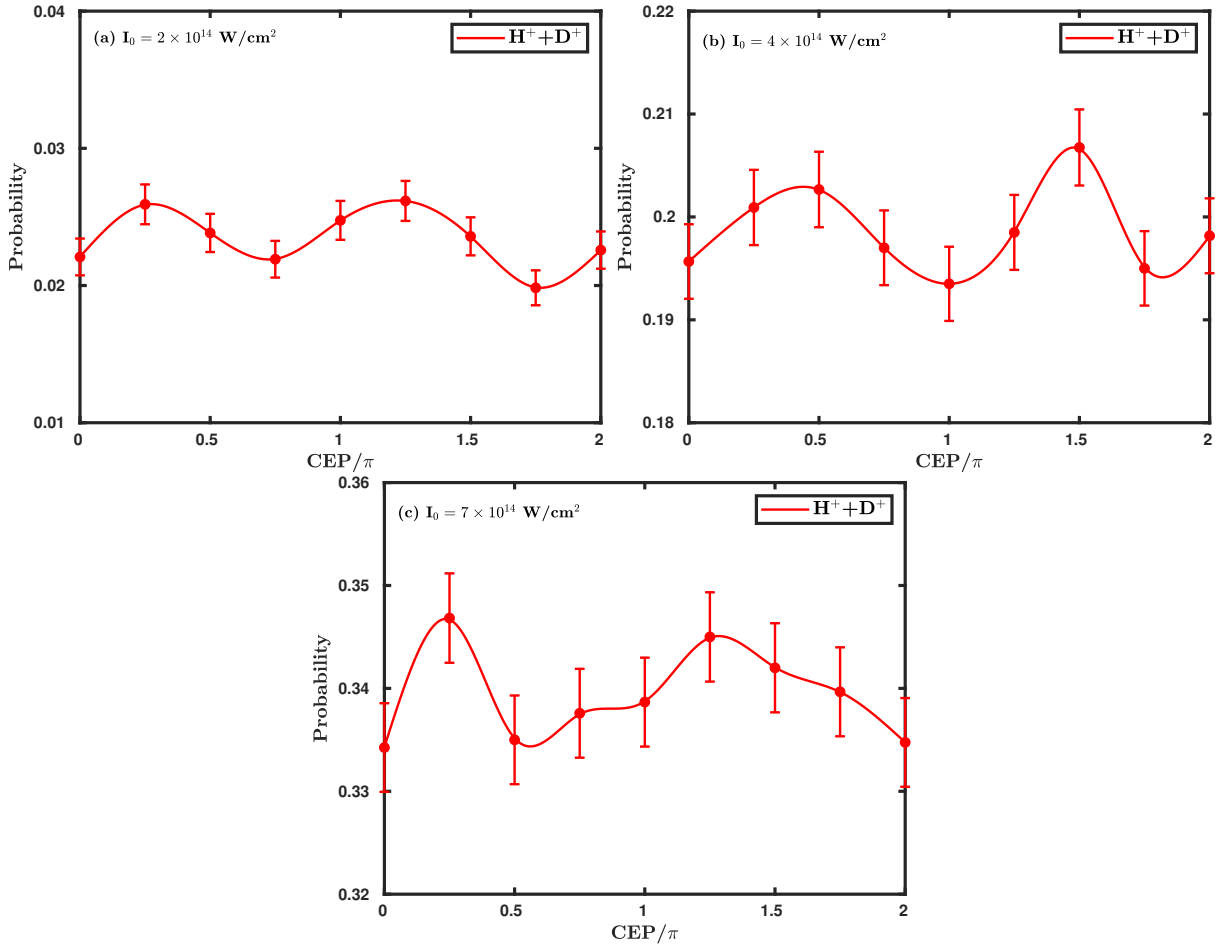 (a) I₀ = 2 × 10¹⁴ W/cm²
H⁺+D⁺
Probability
0.04
0.03
0.02
0.01
0 0.5 1 1.5 2
CEP/π
(b) I₀ = 4 × 10¹⁴ W/cm²
H⁺+D⁺
Probability
0.22
0.21
0.2
0.19
0.18
0 0.5 1 1.5 2
CEP/π
(c) I₀ = 7 × 10¹⁴ W/cm²
H⁺+D⁺
Probability
0.36
0.35
0.34
0.33
0.32
0 0.5 1 1.5 2
CEP/π